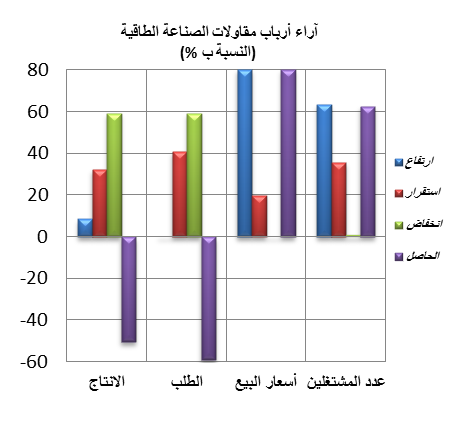 آراء أرباب مقاولات الصناعة الطاقية
(النسبة ب %)
80
60
40
20
0
-20
-40
-60
ارتفاع
استقرار
انخفاض
الحاصل
الانتاج
الطلب
أسعار البيع
عدد المشتغلين